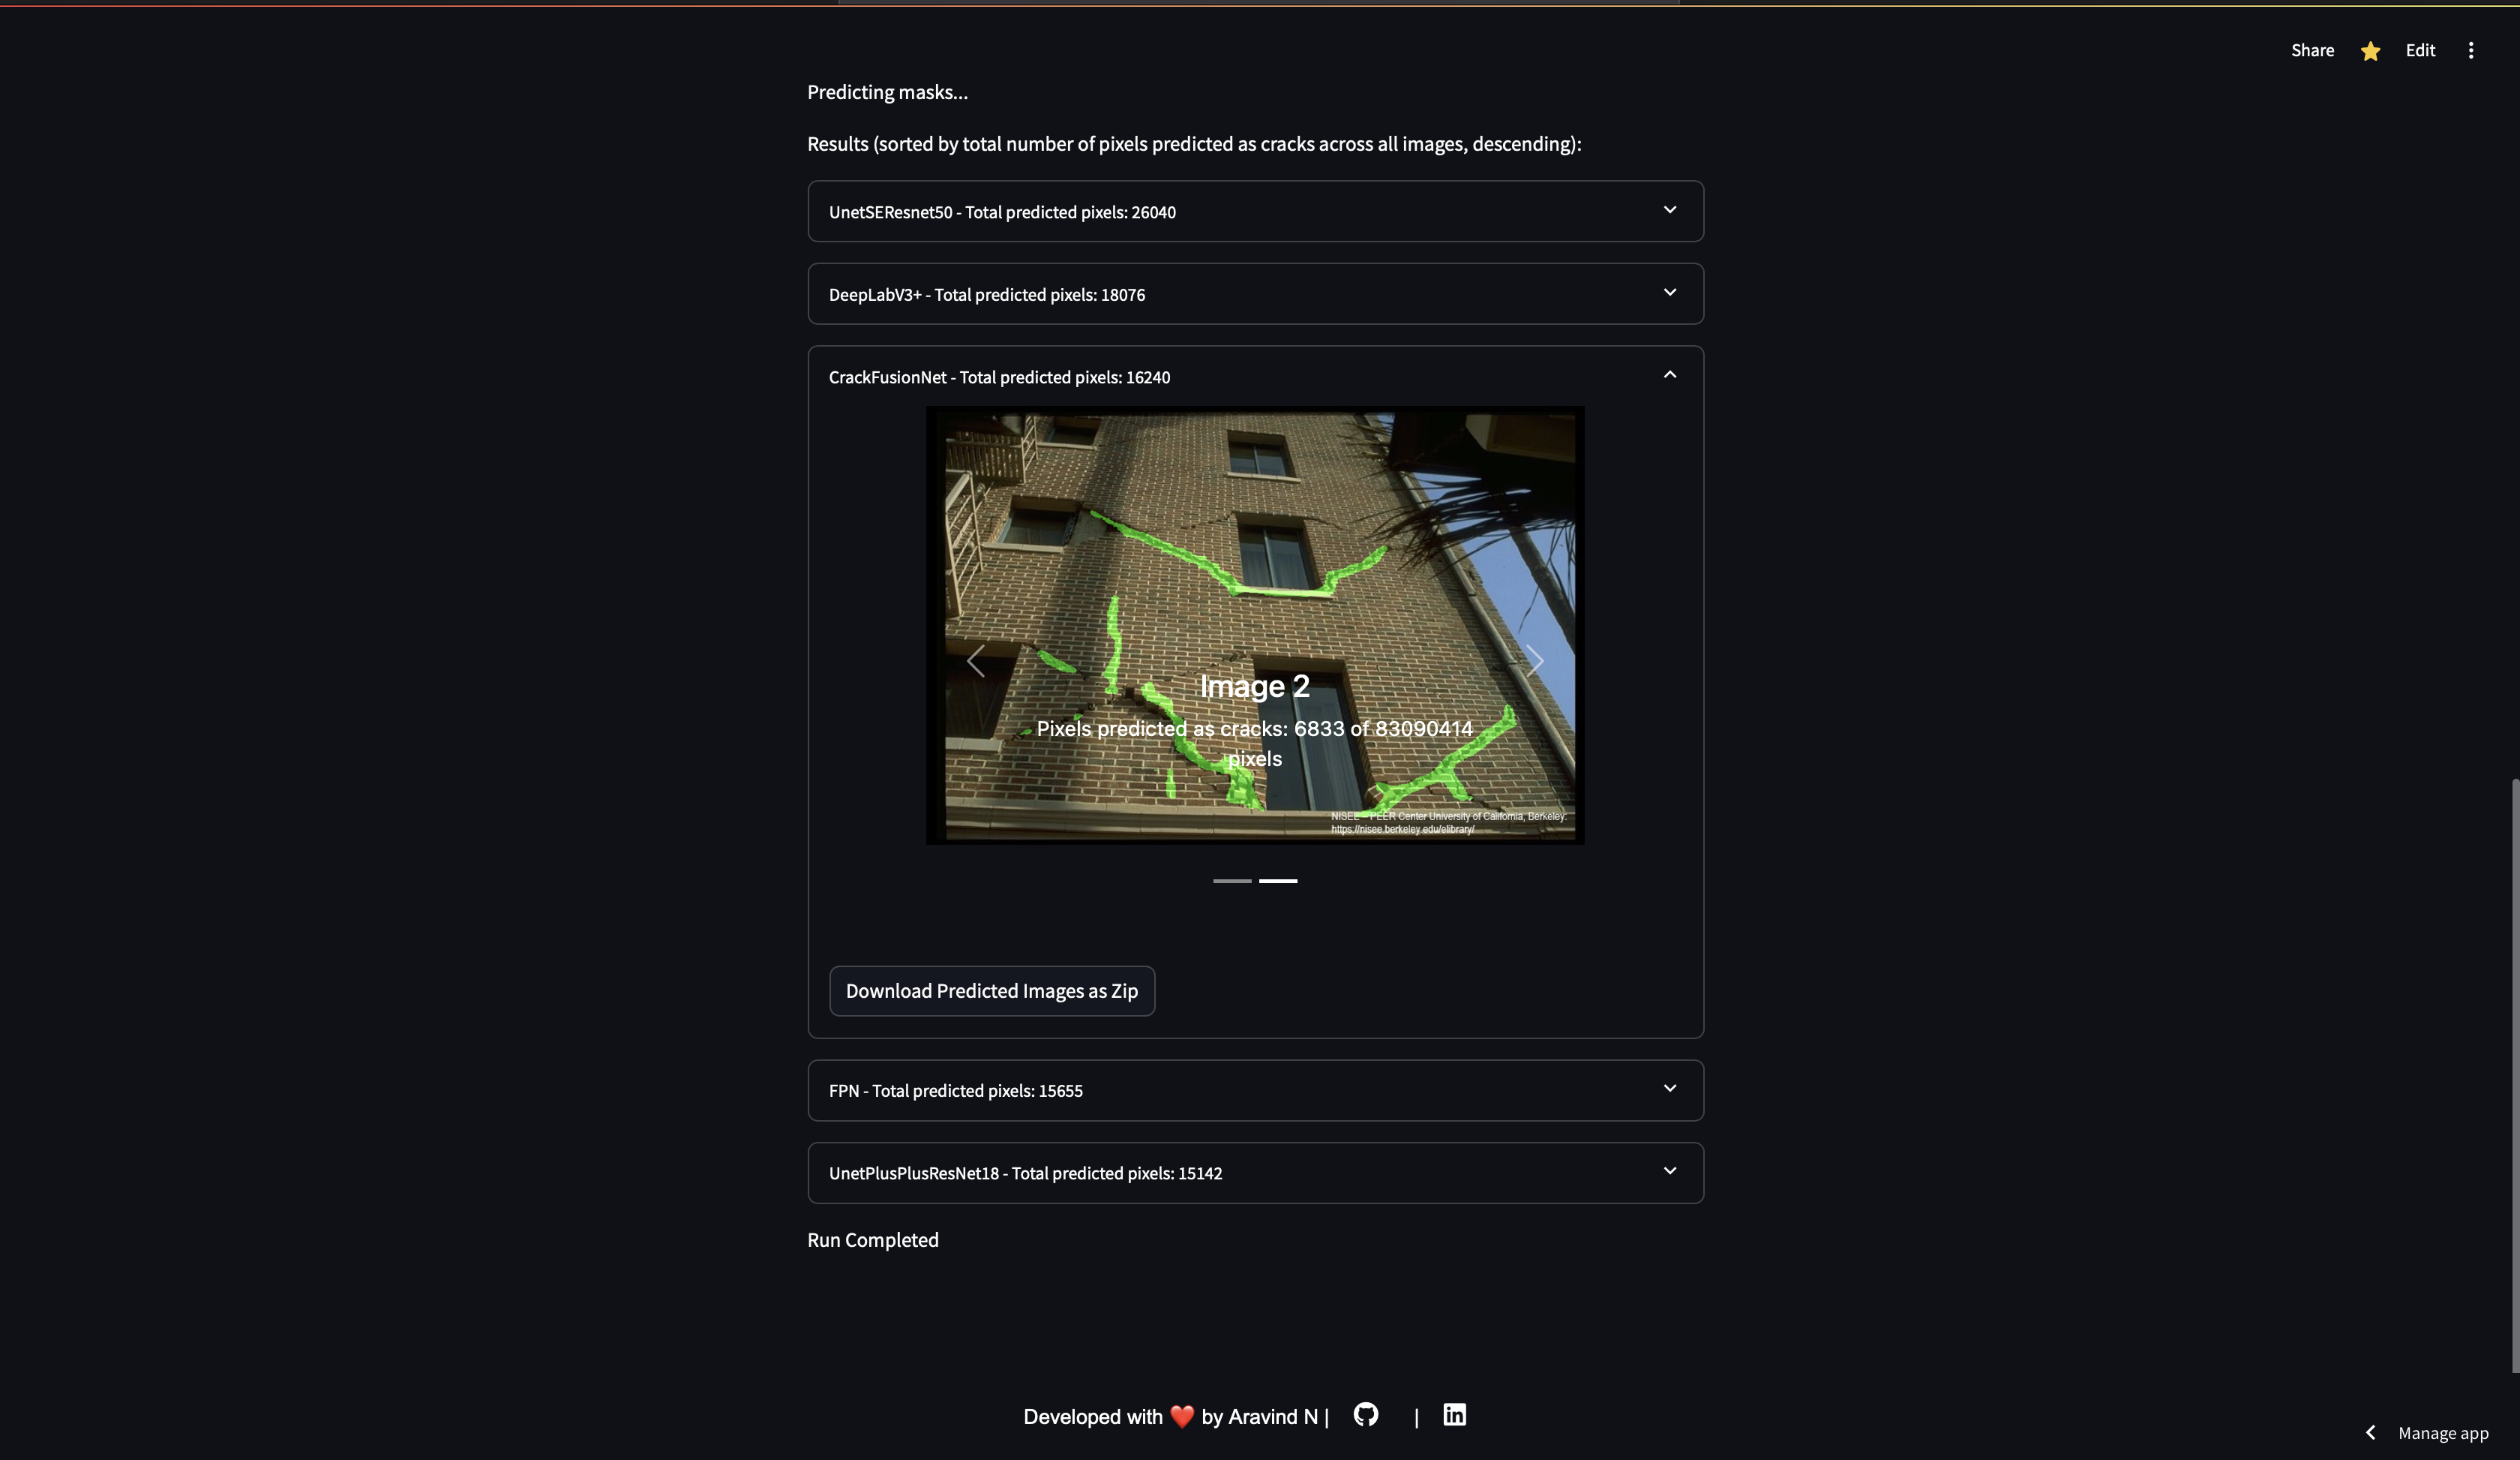 Share ⭐ Edit
Predicting masks...
Results (sorted by total number of pixels predicted as cracks across all images, descending):
UnetSEResnet50 - Total predicted pixels: 26040
DeepLabV3+ - Total predicted pixels: 18076
CrackFusionNet - Total predicted pixels: 16240
Image 2
Pixels predicted as cracks: 6833 of 83090414
pixels
NISEE - PEER Center University of California, Berkeley.
https://nisee.berkeley.edu/elibrary/
Download Predicted Images as Zip
FPN - Total predicted pixels: 15655
UnetPlusPlusResNet18 - Total predicted pixels: 15142
Run Completed
Developed with ❤️ by Aravind N | |
Manage app